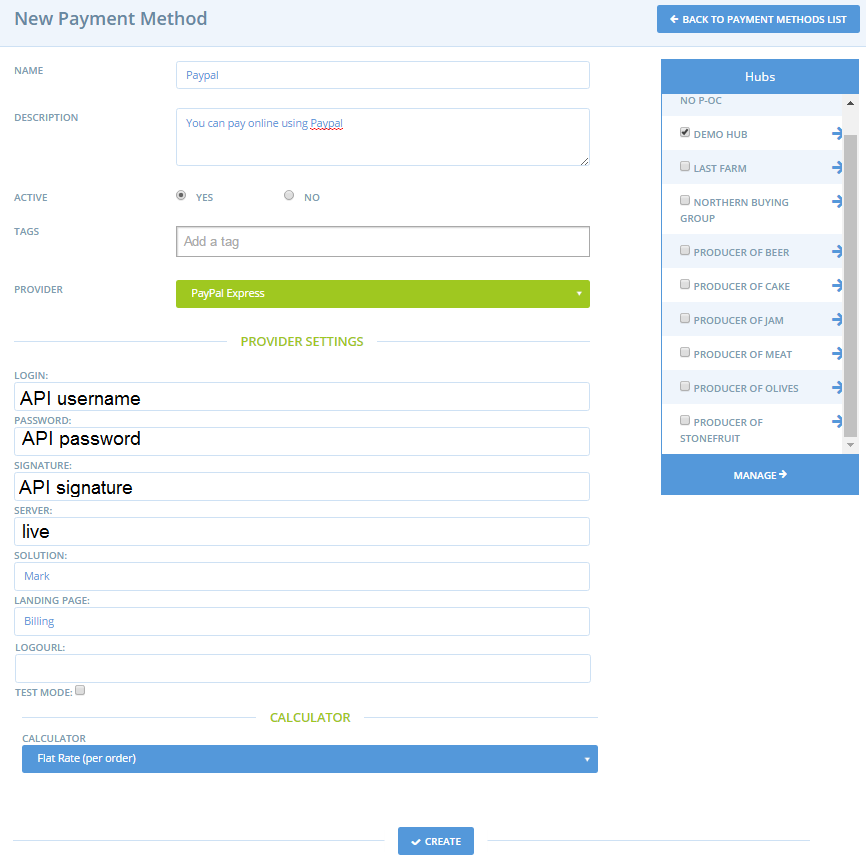 New Payment Method
BACK TO PAYMENT METHODS LIST
NAME
Paypal
DESCRIPTION
You can pay online using Paypal
ACTIVE
YES
NO
TAGS
Add a tag
PROVIDER
PayPal Express
PROVIDER SETTINGS
LOGIN:
API username
PASSWORD:
API password
SIGNATURE:
API signature
SERVER:
live
SOLUTION:
Mark
LANDING PAGE:
Billing
LOGOURL:
TEST MODE:
CALCULATOR
CALCULATOR
Flat Rate (per order)
CREATE
Hubs
NO P-OC
DEMO HUB
LAST FARM
NORTHERN BUYING
GROUP
PRODUCER OF BEER
PRODUCER OF CAKE
PRODUCER OF JAM
PRODUCER OF MEAT
PRODUCER OF OLIVES
PRODUCER OF
STONEFRUIT
MANAGE